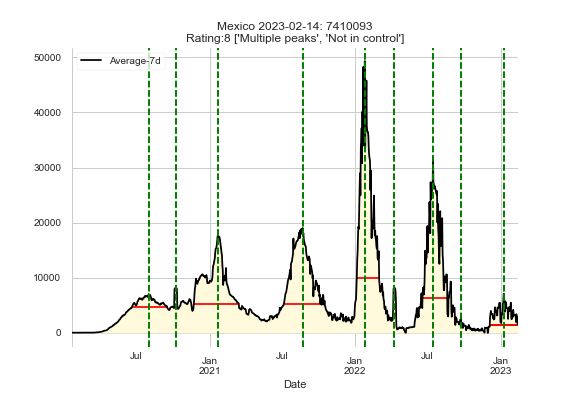 Mexico 2023-02-14: 7410093
Rating:8 ['Multiple peaks', 'Not in control']
Average-7d
50000
40000
30000
20000
10000
0
Jul
Jan
2021
Jul
Jan
2022
Jul
Jan
2023
Date